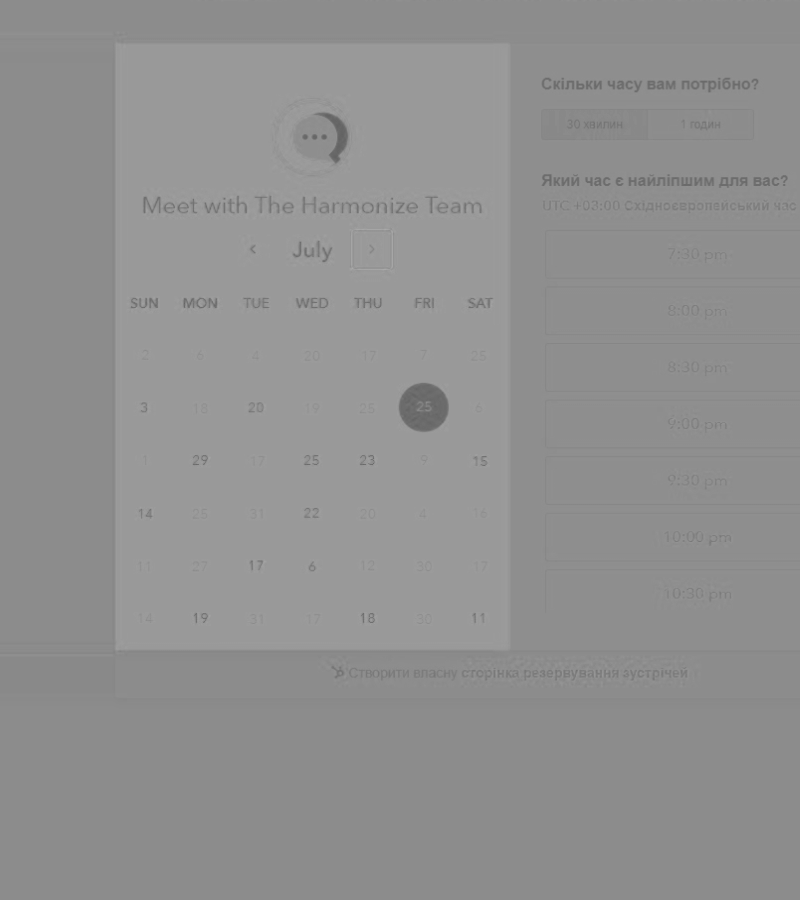 Meet with The Harmonize Team
July
SUN MON TUE WED THU FRI SAT
2 6 4 20 17 7 25
3 13 20 19 25 25 6
1 29 17 25 23 9 15
14 25 31 22 20 4 16
11 27 17 6 12 30 17
14 19 31 17 18 30 11
Скільки часу вам потрібно?
30 хвилин 1 годин
Який час є найліпшим для вас?
UTC +03:00 Східноєвропейський час
7:30 pm
8:00 pm
8:30 pm
9:00 pm
9:30 pm
10:00 pm
10:30 pm
Створити власну сторінка резервування зустрічей